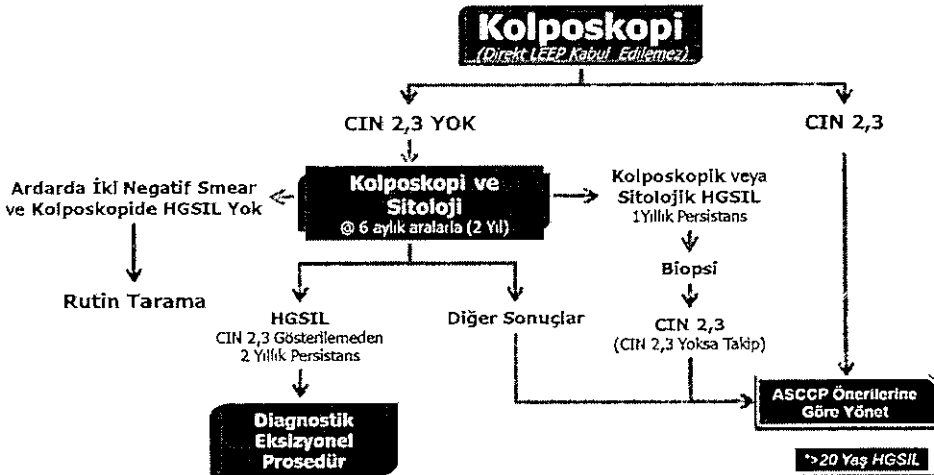 Kolposkopi
(Direkt LEEP Kabul Edilemez)
CIN 2,3 YOK
CIN 2,3
Ardarda İki Negatif Smear
ve Kolposkopide HGSIL Yok
Rutin Tarama
Kolposkopi ve
Sitoloji
@ 6 aylık aralarla (2 Yıl)
Kolposkopik veya
Sitolojik HGSIL
1Yıllık Persistans
Biopsi
CIN 2,3
(CIN 2,3 Yoksa Takip)
HGSIL
CIN 2,3 Gösterilemeden
2 Yıllık Persistans
Diğer Sonuçlar
Diagnostik
Eksizyonel
Prosedür
ASCCP Önerilerine
Göre Yönet
*>20 Yaş HGSIL